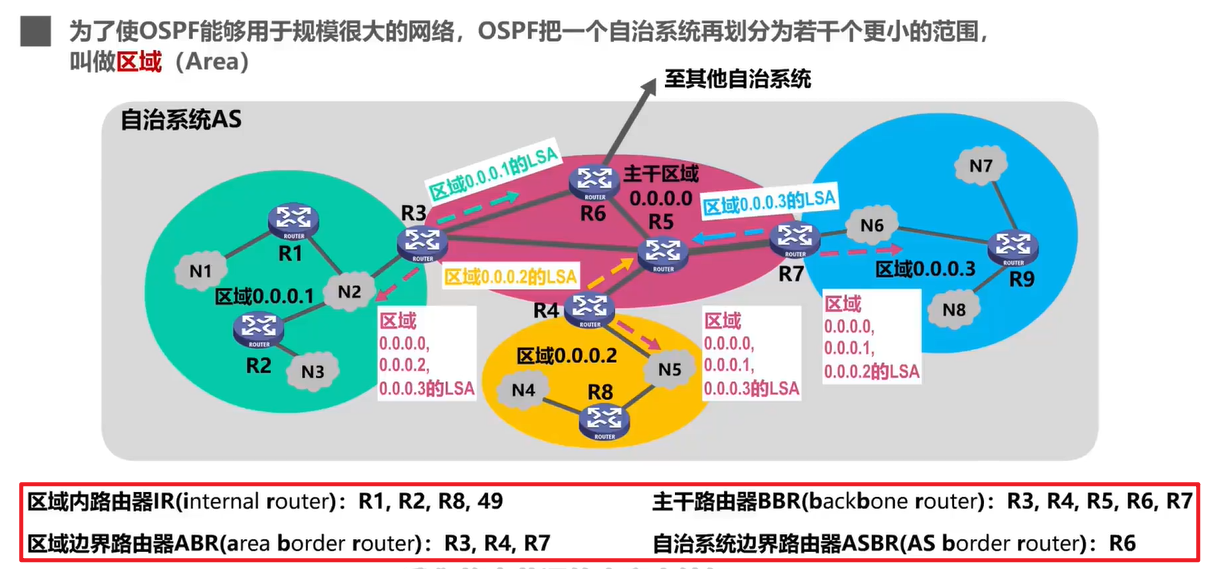 为了使OSPF能够用于规模很大的网络，OSPF把一个自治系统再划分为若干个更小的范围，
叫做区域（Area）
至其他自治系统
自治系统AS
区域0.0.0.1的LSA
主干区域
0.0.0.0
区域0.0.0.3的LSA
N7
R3
ROUTER
R6
R5
ROUTER
R1
ROUTER
N6
N1
区域0.0.0.2的LSA
ROUTER
ROUTER
R7
ROUTER
区域0.0.0.3
R9
ROUTER
区域0.0.0.1
N2
R4
ROUTER
区域
0.0.0.0,
0.0.0.2,
0.0.0.3的LSA
区域
0.0.0.0,
0.0.0.1,
0.0.0.3的LSA
区域
0.0.0.0,
0.0.0.1,
0.0.0.2的LSA
N8
R2
ROUTER
N3
区域0.0.0.2
N5
N4
R8
ROUTER
区域内路由器IR(internal router)：R1, R2, R8, 49
主干路由器BBR(backbone router)：R3, R4, R5, R6, R7
区域边界路由器ABR(area border router)：R3, R4, R7
自治系统边界路由器ASBR(AS border router)：R6